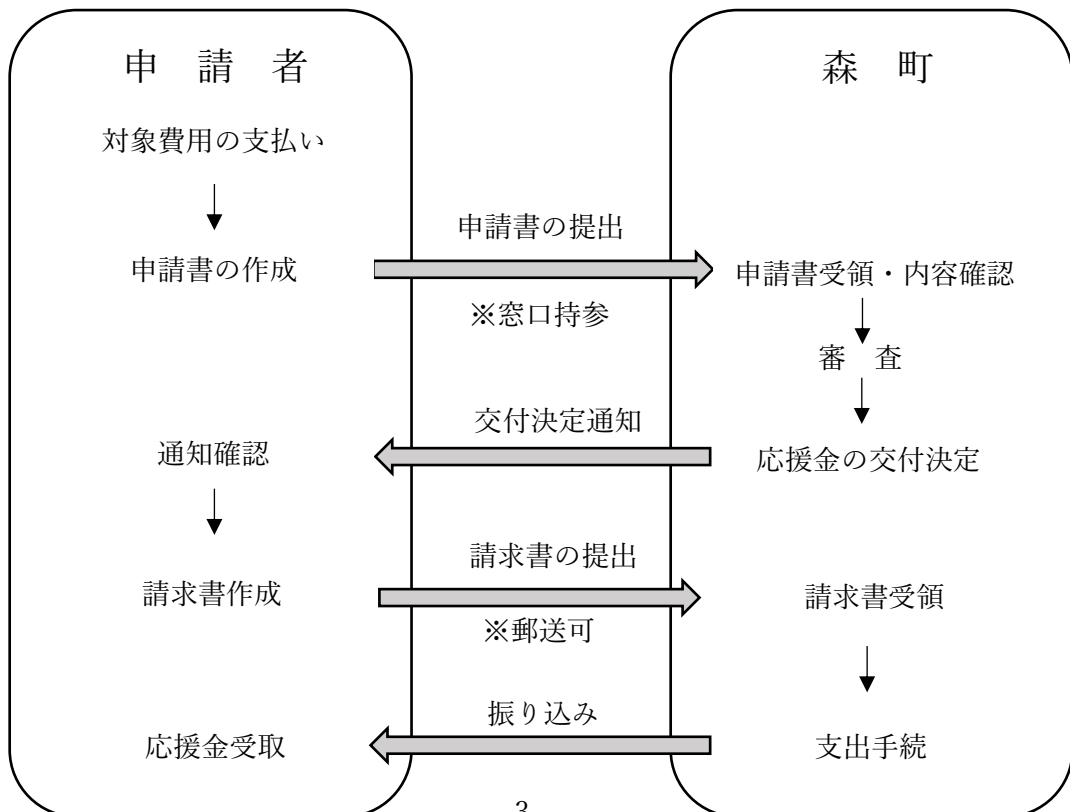 申 請 者
森 町
対象費用の支払い
申請書の提出
申請書の作成
申請書受領・内容確認
※窓口持参
審 査
交付決定通知
通知確認
応援金の交付決定
請求書の提出
請求書作成
請求書受領
※郵送可
振り込み
応援金受取
支出手続
3